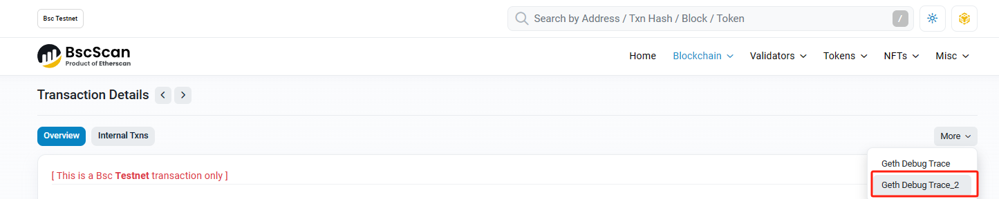 Bsc Testnet
Search by Address / Txn Hash / Block / Token /
BscScan
Product of Etherscan
Home Blockchain Validators Tokens NFTs Misc
Transaction Details
Overview Internal Txns More
Geth Debug Trace
[ This is a Bsc Testnet transaction only ]
Geth Debug Trace_2